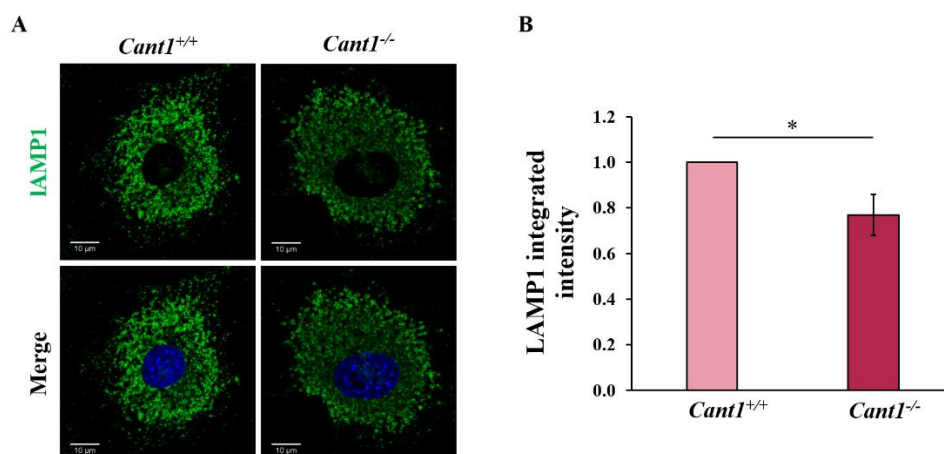 A
Cant1+/+ Cant1-/-
lAMP1
10 μm 10 μm
Merge
10 μm 10 μm
B
LAMP1 integrated
intensity
1.2
1.0
0.8
0.6
0.4
0.2
0.0
*
Cant1+/+ Cant1-/-